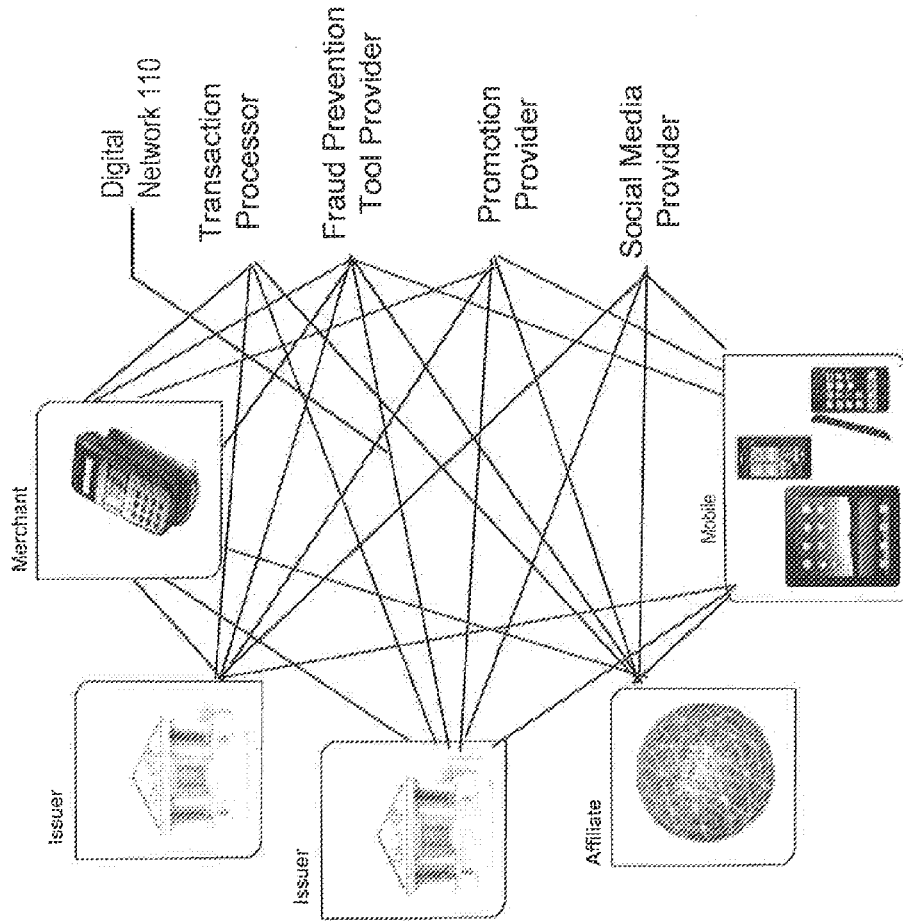 Merchant
Digital
Network 110
Transaction
Processor
Fraud Prevention
Tool Provider
Promotion
Provider
Social Media
Provider
Issuer
Issuer
Affiliate
Mobile